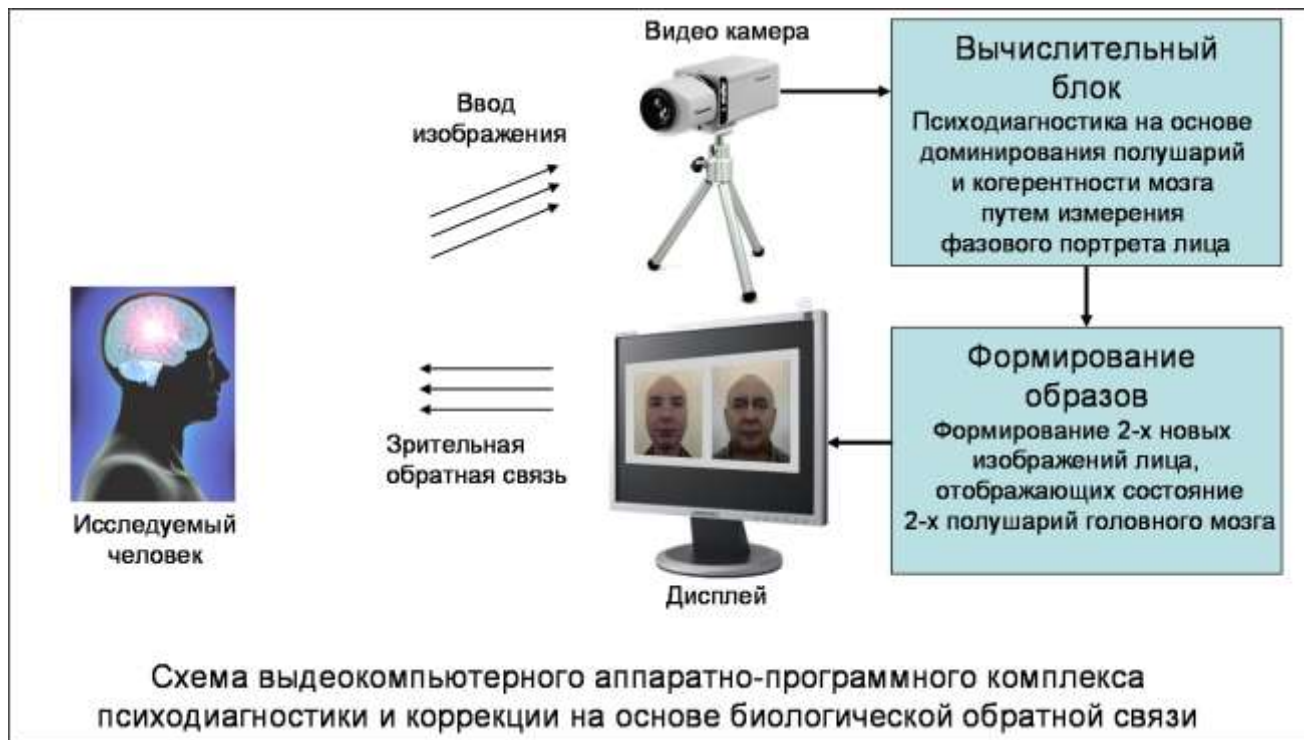 Видео камера
Ввод
изображения
Вычислительный
блок
Психодиагностика на основе
доминирования полушарий
и когерентности мозга
путем измерения
фазового портрета лица
Исследуемый
человек
Зрительная
обратная связь
Дисплей
Формирование
образов
Формирование 2-х новых
изображений лица,
отображающих состояние
2-х полушарий головного мозга
Схема выдеокомпьютерного аппаратно-программного комплекса
психодиагностики и коррекции на основе биологической обратной связи